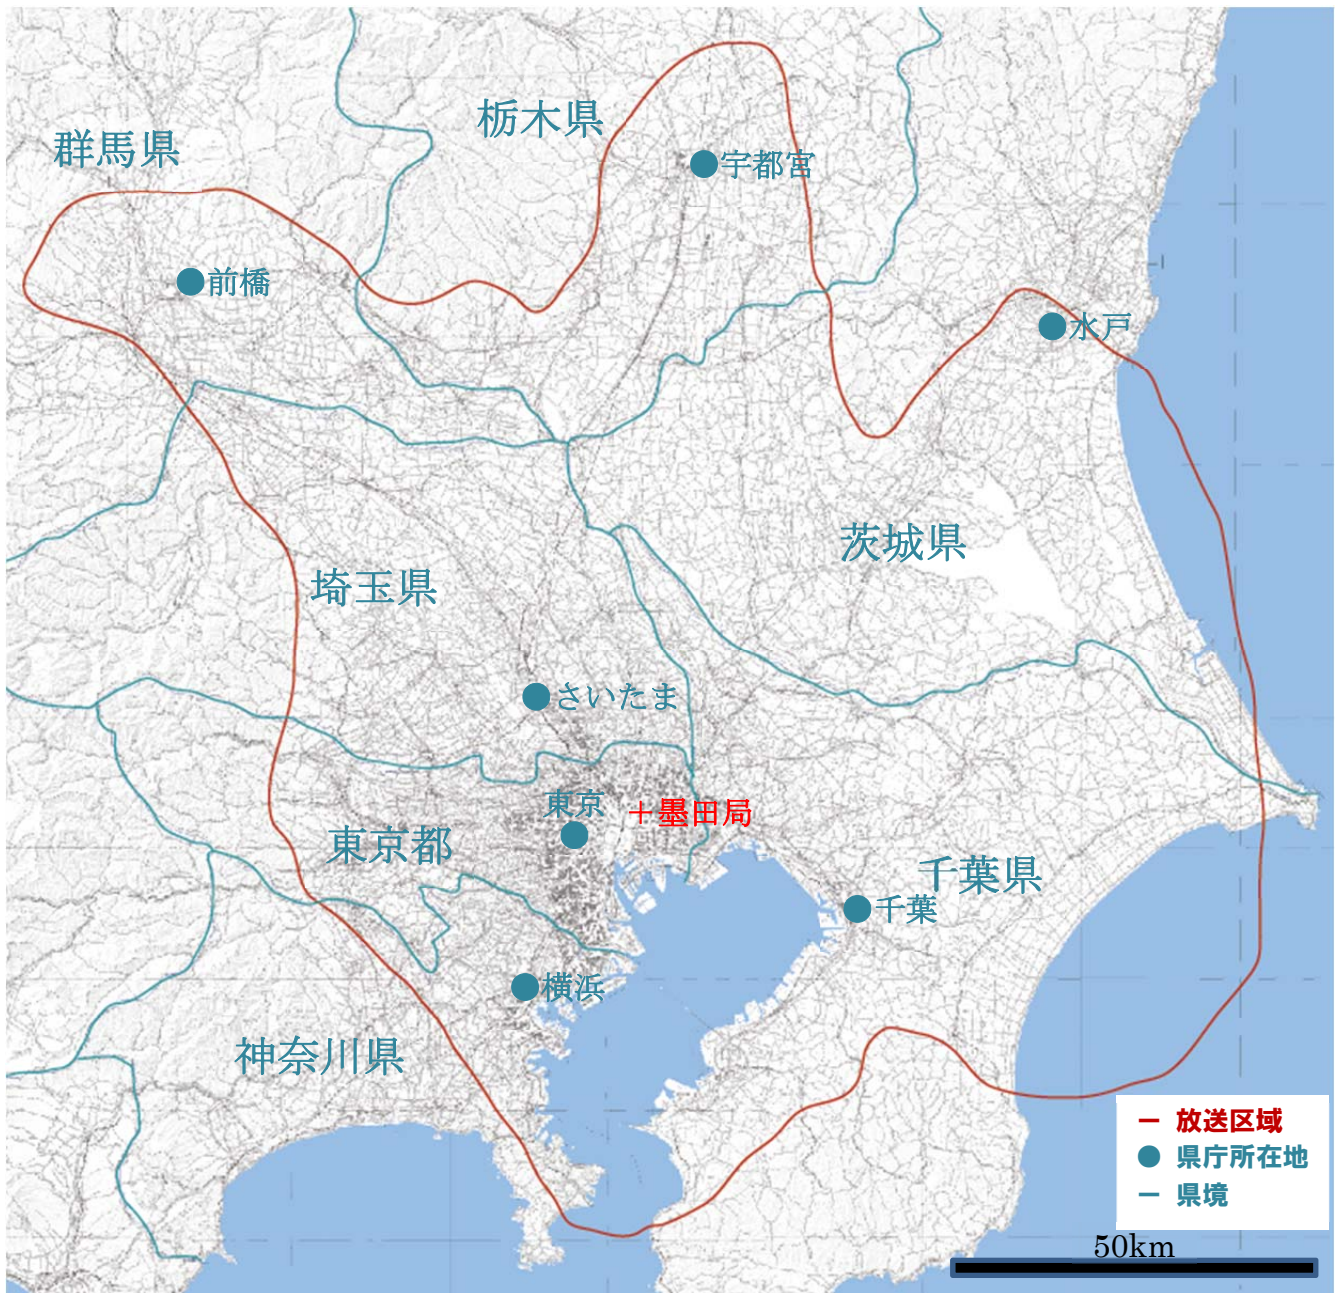 栃木県
群馬県
宇都宮
前橋
水戸
茨城県
埼玉県
さいたま
東京
＋墨田局
東京都
千葉県
千葉
横浜
神奈川県
放送区域
県庁所在地
県境
50km